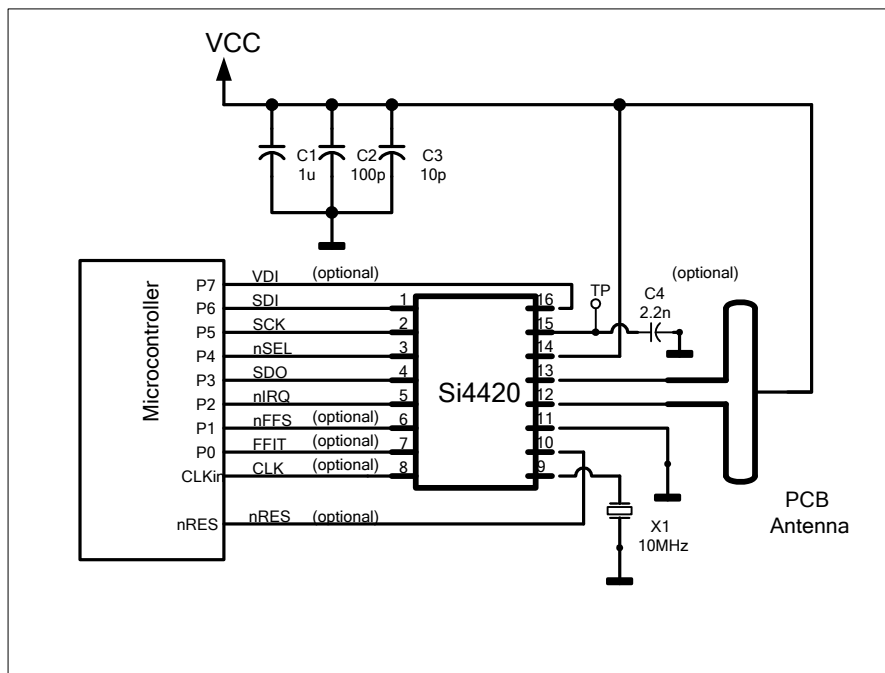 VCC
C1
1u
C2
100p
C3
10p
Microcontroller
P7
VDI
(optional)
P6
SDI
1
16
P5
SCK
2
15
TP
C4
2.2n
(optional)
P4
nSEL
3
14
P3
SDO
4
13
P2
nIRQ
5
12
P1
nFFS
(optional)
6
11
P0
FFIT
(optional)
7
10
CLKin
CLK
(optional)
8
9
nRES
nRES
(optional)
Si4420
X1
10MHz
PCB
Antenna